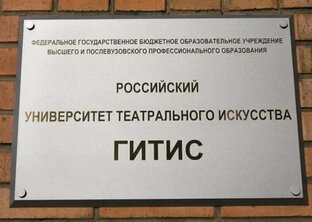 ФЕДЕРАЛЬНОЕ ГОСУДАРСТВЕННОЕ БЮДЖЕТНОЕ ОБРАЗОВАТЕЛЬНОЕ УЧРЕЖДЕНИЕ
ВЫСШЕГО И ПОСЛЕВУЗОВСКОГО ПРОФЕССИОНАЛЬНОГО ОБРАЗОВАНИЯ
РОССИЙСКИЙ
УНИВЕРСИТЕТ ТЕАТРАЛЬНОГО ИСКУССТВА
ГИТИС